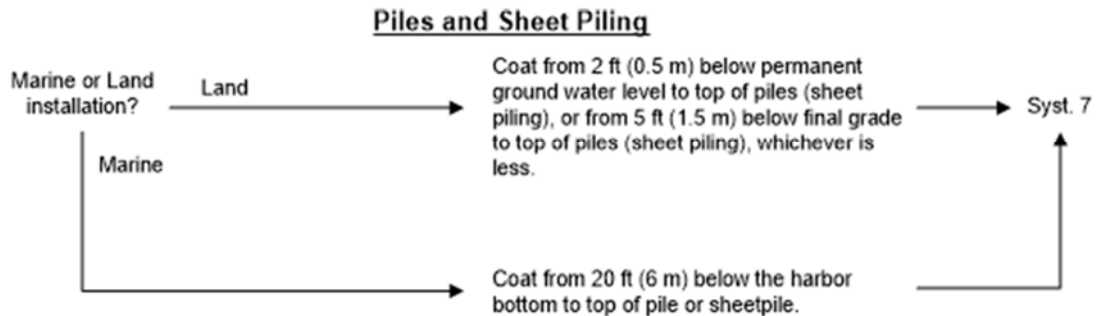 Piles and Sheet Piling
Marine or Land
installation?
Land
Coat from 2 ft (0.5 m) below permanent
ground water level to top of piles (sheet
piling), or from 5 ft (1.5 m) below final grade
to top of piles (sheet piling), whichever is
less.
Syst. 7
Marine
Coat from 20 ft (6 m) below the harbor
bottom to top of pile or sheetpile.